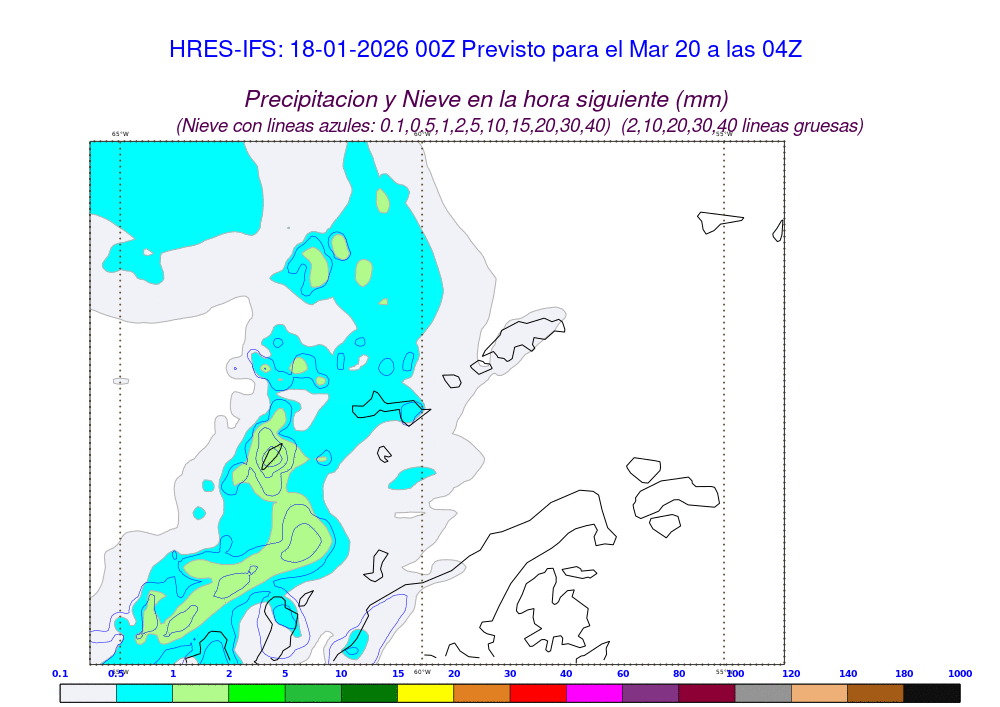 HRES-IFS: 18-01-2026 00Z Previsto para el Mar 20 a las 04Z
Precipitacion y Nieve en la hora siguiente (mm)
(Nieve con lineas azules: 0.1,0.5,1,2,5,10,15,20,30,40)  (2,10,20,30,40 lineas gruesas)
65°W 60°W 55°W
65°W 60°W 55°W
0.1 0.5 1 2 5 10 15 20 30 40 60 80 100 120 140 180 1000